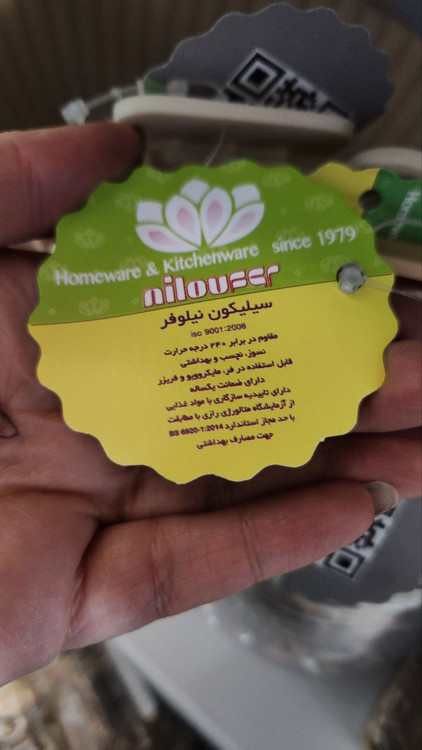 Homeware & Kitchenware since 1979
niloufer
سیلیکون نیلوفر
iso 9001:2008
مقاوم در برابر ۲۳۰ درجه حرارت
نسوز، نچسب و بهداشتی
قابل استفاده در فر، مایکروویو و فریزر
دارای ضمانت یکساله
دارای تاییدیه سازگاری با مواد غذایی
از آزمایشگاه متالورژی رازی با مطابقت
با حد مجاز استاندارد BS 6920-1:2014
جهت مصارف بهداشتی